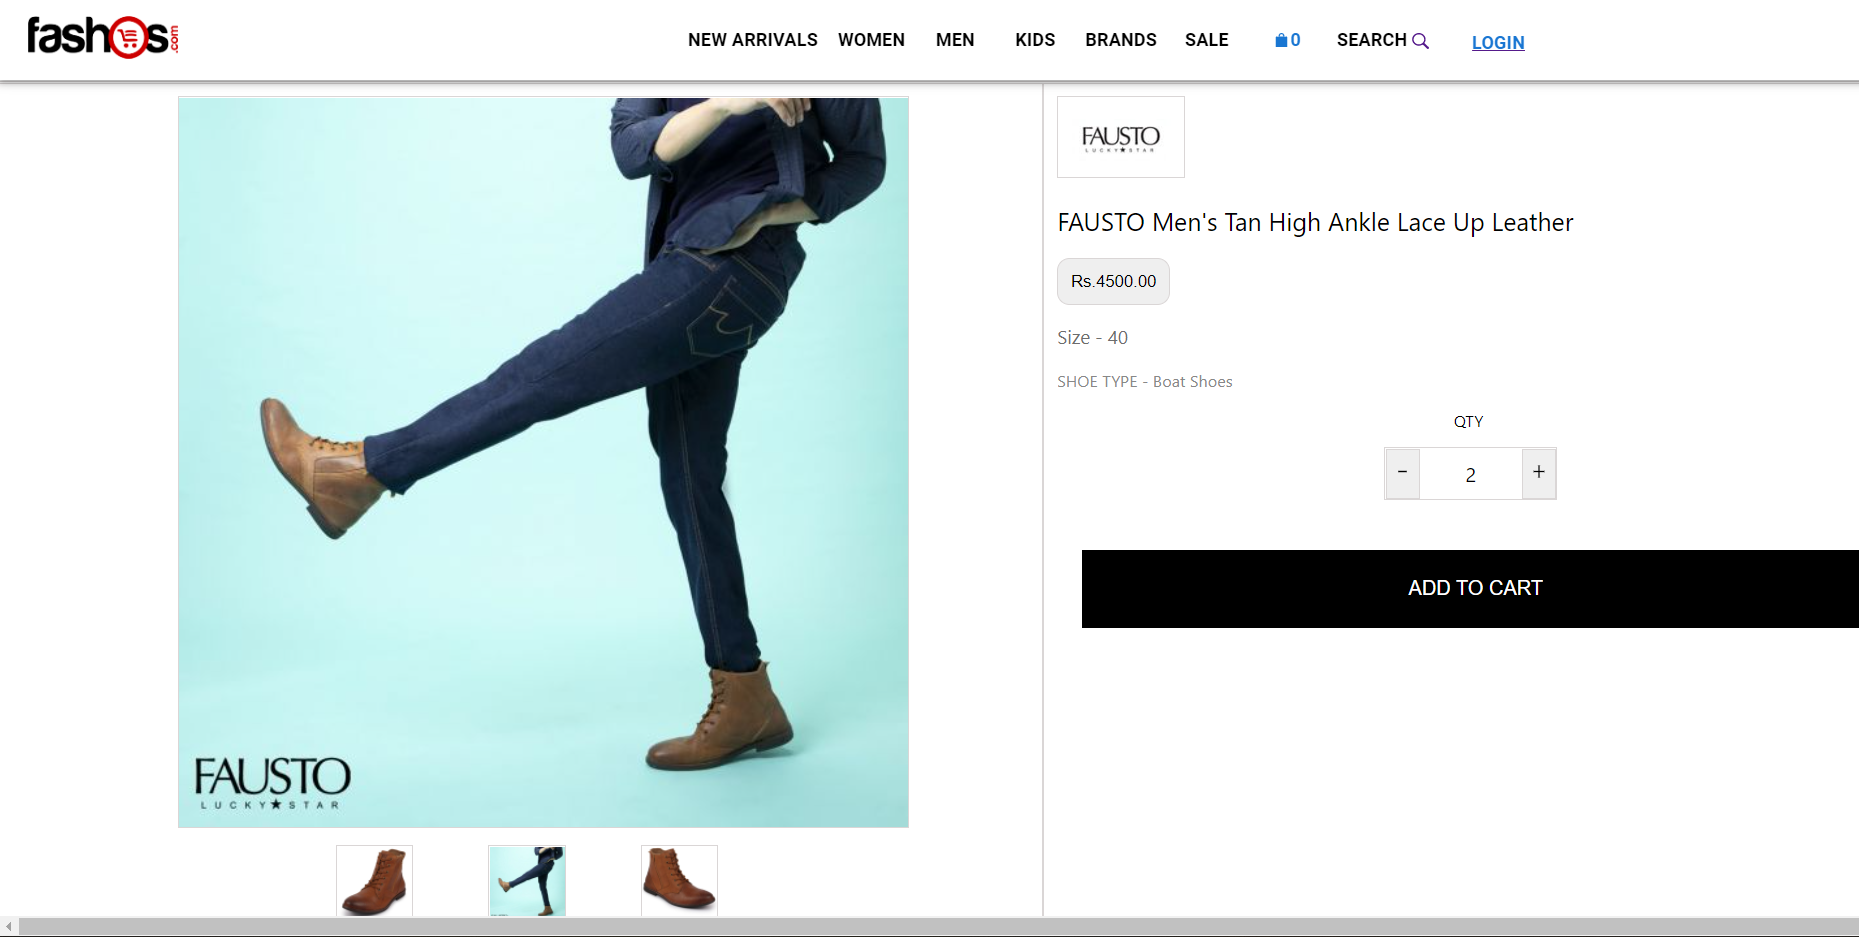 fashos.com
NEW ARRIVALS WOMEN MEN KIDS BRANDS SALE 0 SEARCH LOGIN
FAUSTO
LUCKY★STAR
FAUSTO Men's Tan High Ankle Lace Up Leather
Rs.4500.00
Size - 40
SHOE TYPE - Boat Shoes
QTY
- 2 +
ADD TO CART
FAUSTO
LUCKY★STAR